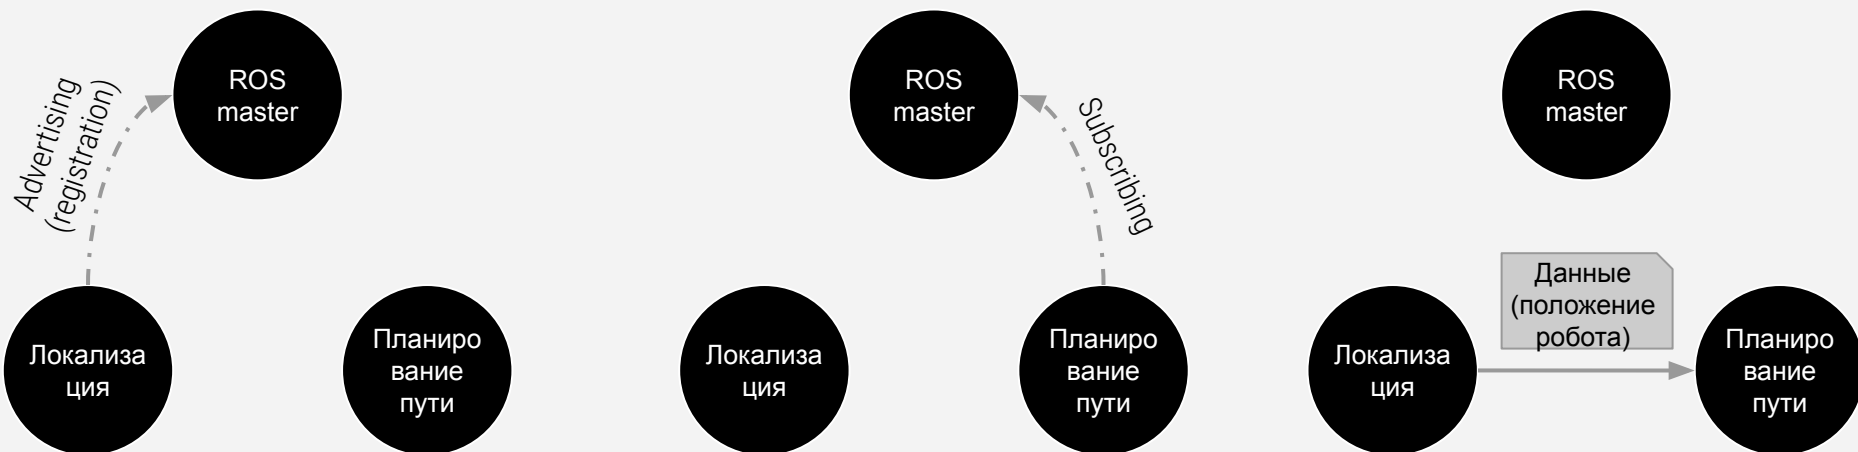 Advertising
(registration)
ROS
master
Локализа
ция
Планиро
вание
пути
ROS
master
Subscribing
Локализа
ция
Планиро
вание
пути
ROS
master
Данные
(положение
робота)
Локализа
ция
Планиро
вание
пути